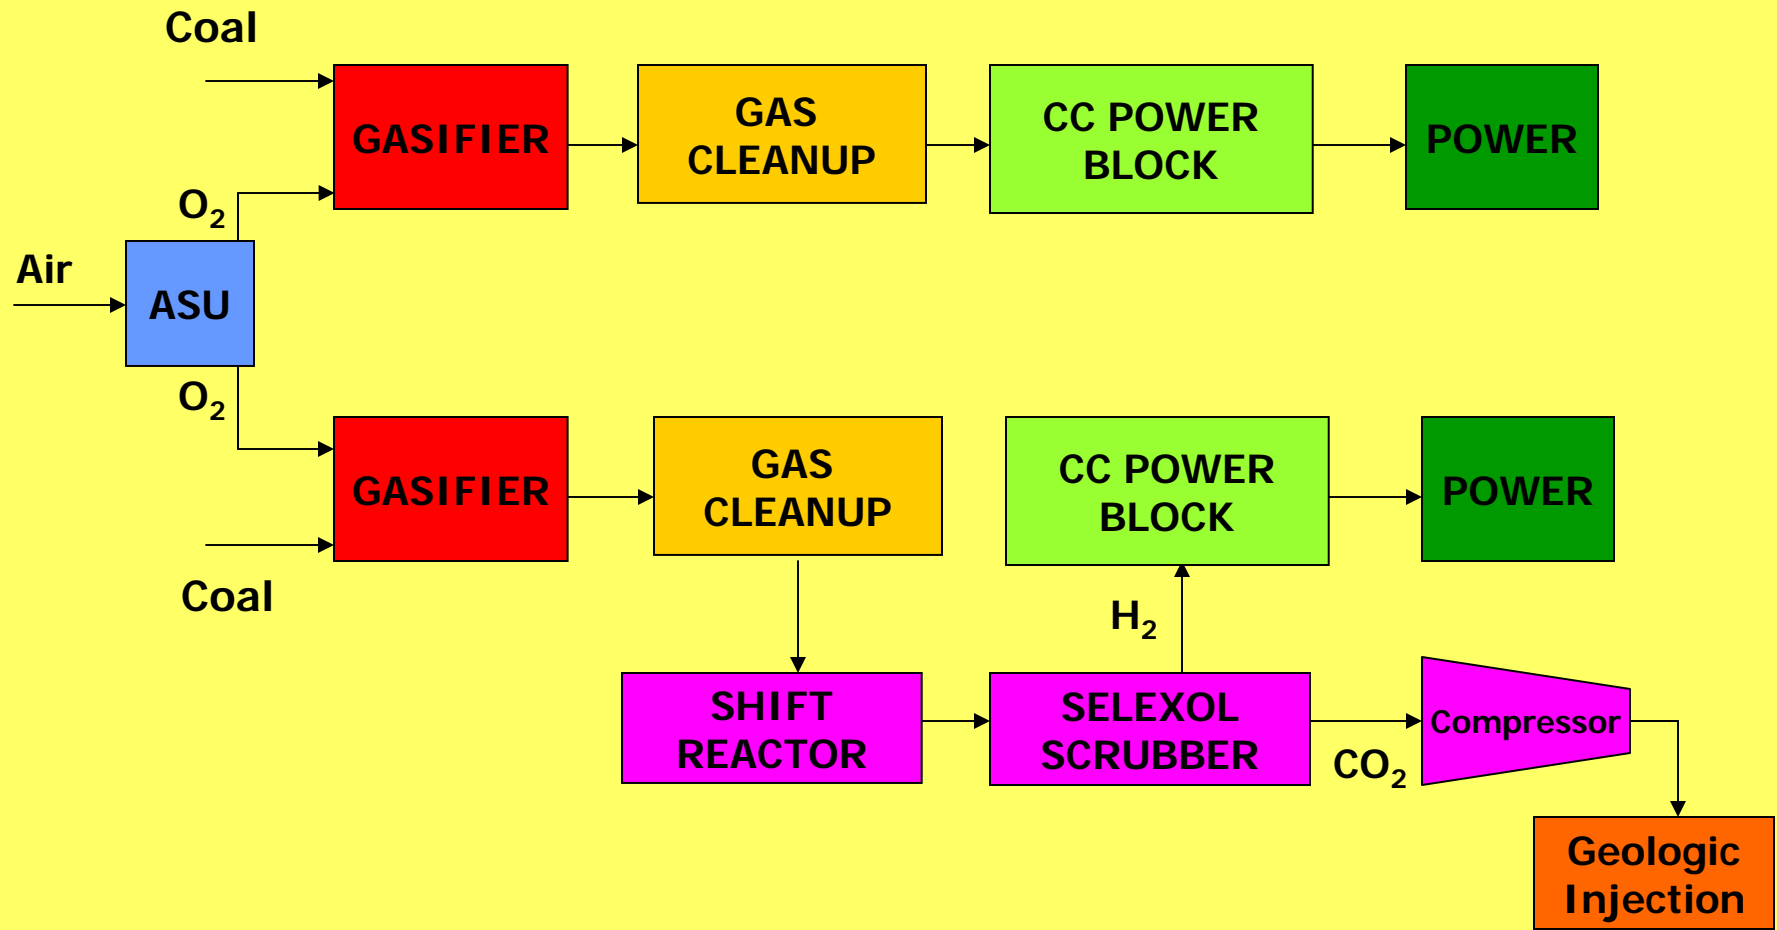 Coal
GASIFIER
GAS
CLEANUP
CC POWER
BLOCK
POWER
O₂
Air
ASU
O₂
GASIFIER
GAS
CLEANUP
CC POWER
BLOCK
POWER
Coal
H₂
SHIFT
REACTOR
SELEXOL
SCRUBBER
Compressor
CO₂
Geologic
Injection